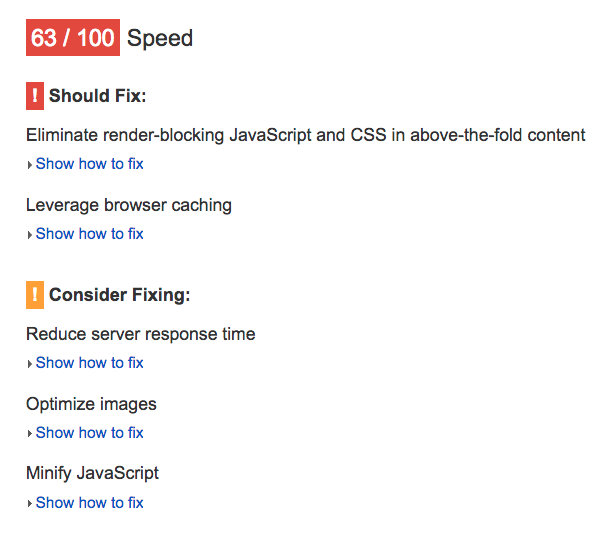 63 / 100 Speed
! Should Fix:
Eliminate render-blocking JavaScript and CSS in above-the-fold content
Show how to fix
Leverage browser caching
Show how to fix
! Consider Fixing:
Reduce server response time
Show how to fix
Optimize images
Show how to fix
Minify JavaScript
Show how to fix